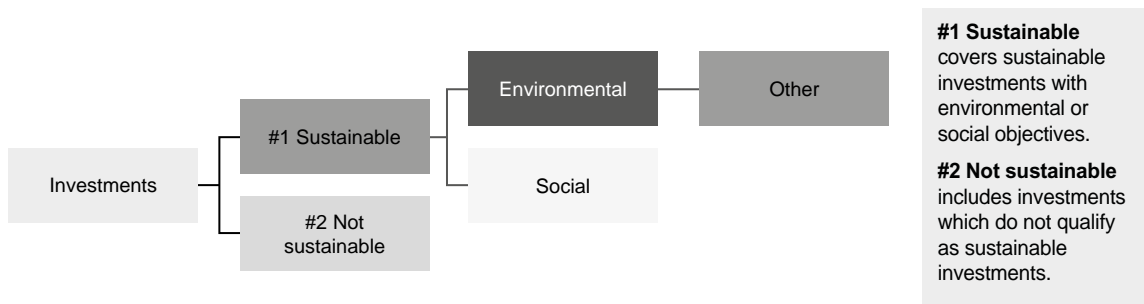 Investments
#1 Sustainable
#2 Not
sustainable
Environmental
Social
Other
#1 Sustainable
covers sustainable
investments with
environmental or
social objectives.
#2 Not sustainable
includes investments
which do not qualify
as sustainable
investments.